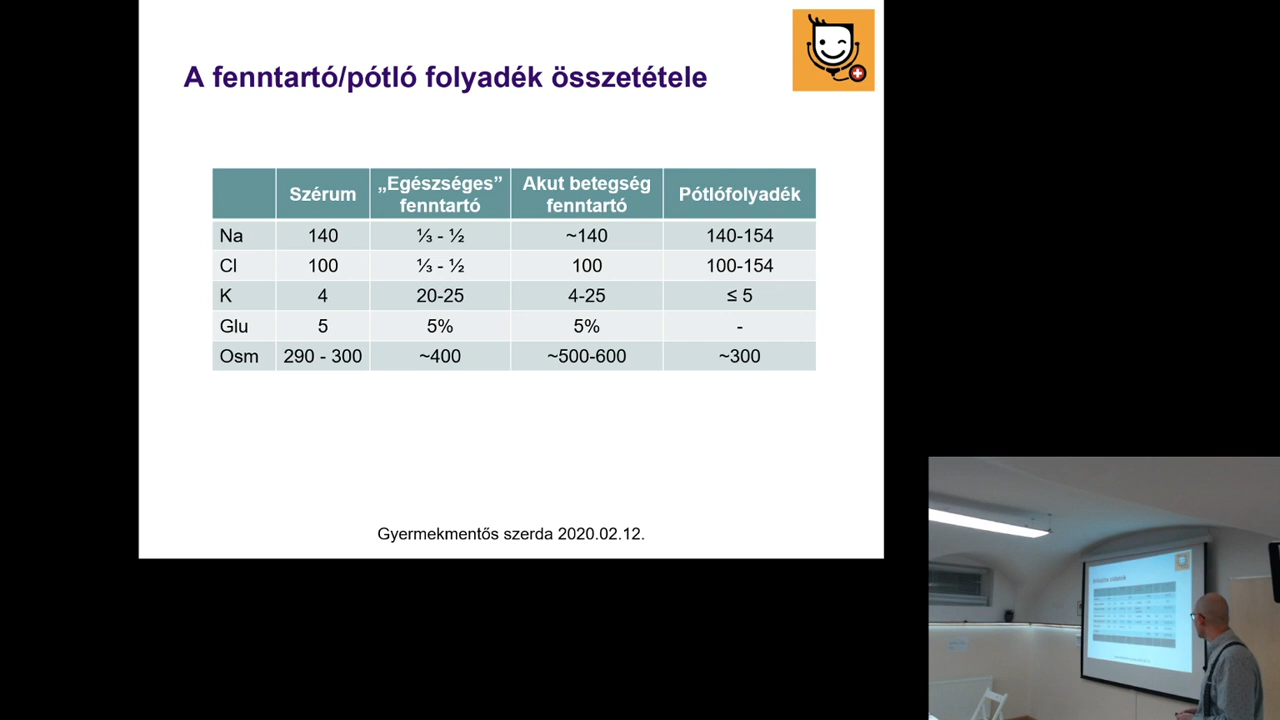 A fenntartó/pótló folyadék összetétele
Szérum „Egészséges” fenntartó Akut betegség fenntartó Pótlófolyadék
Na 140 ⅓ - ½ ~140 140-154
Cl 100 ⅓ - ½ 100 100-154
K 4 20-25 4-25 ≤ 5
Glu 5 5% 5% -
Osm 290 - 300 ~400 ~500-600 ~300
Gyermekmentős szerda 2020.02.12.